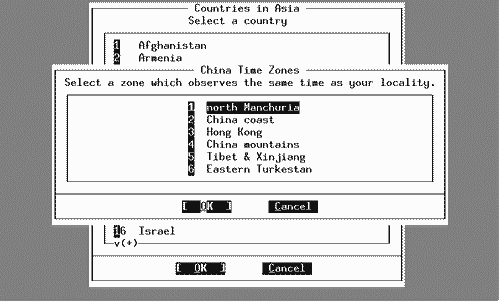 Countries in Asia
Select a country
1 Afghanistan
2 Armenia
China Time Zones
Select a zone which observes the same time as your locality.
1 north Manchuria
2 China coast
3 Hong Kong
4 China mountains
5 Tibet & Xinjiang
6 Eastern Turkestan
[ OK ] Cancel
16 Israel
v(+)
[ OK ] Cancel